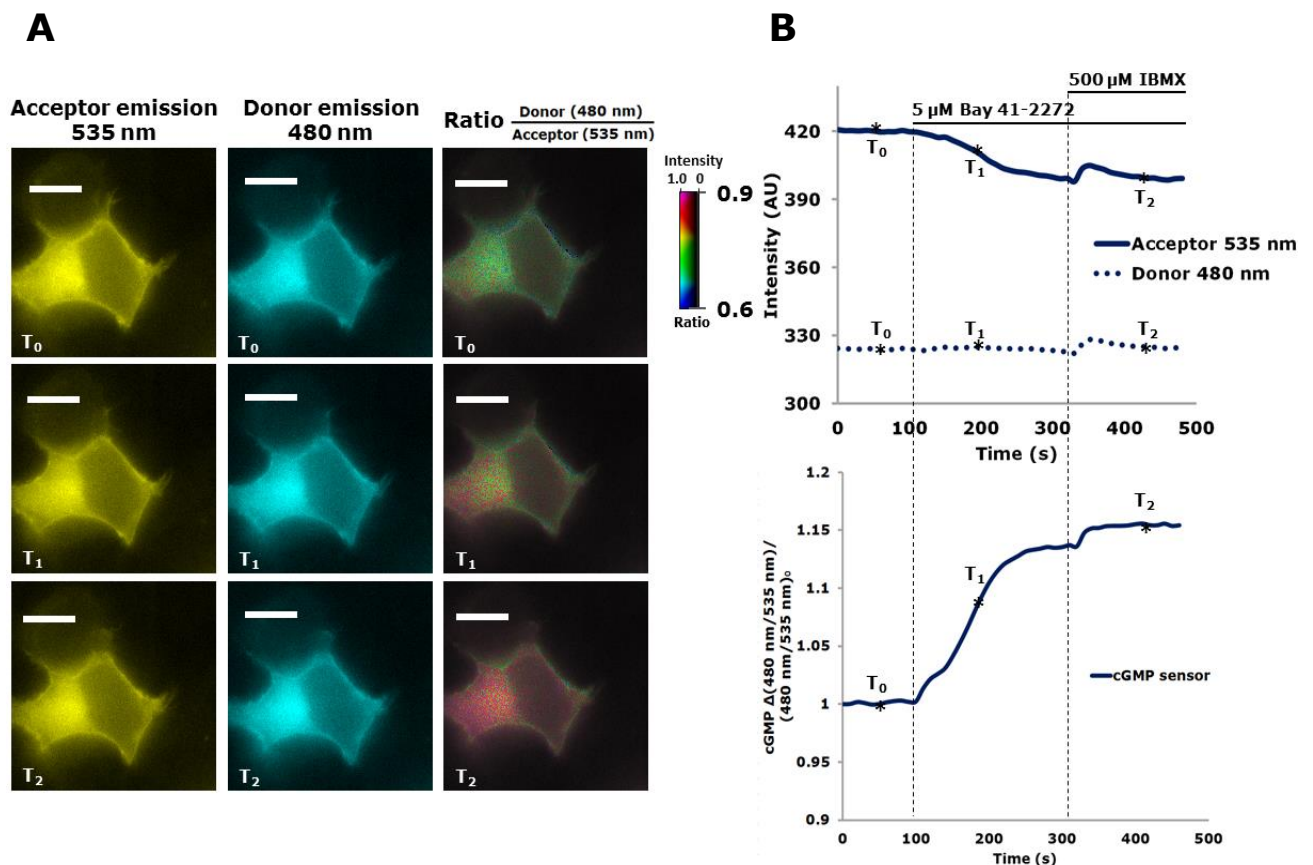 A
Acceptor emission
535 nm
Donor emission
480 nm
Ratio Donor (480 nm)
Acceptor (535 nm)
Intensity
1.0 0
0.9
0.6
Ratio
T0
T0
T0
T1
T1
T1
T2
T2
T2
B
500 µM IBMX
5 µM Bay 41-2272
420
390
360
330
300
Intensity (AU)
T0
T1
T2
Acceptor 535 nm
Donor 480 nm
T0
T1
T2
0 100 200 300 400 500
Time (s)
1.2
1.15
1.1
1.05
1
0.95
0.9
cGMP Δ(480 nm/535 nm)/
(480 nm/535 nm)₀
T0
T1
T2
cGMP sensor
0 100 200 300 400 500
Time (s)